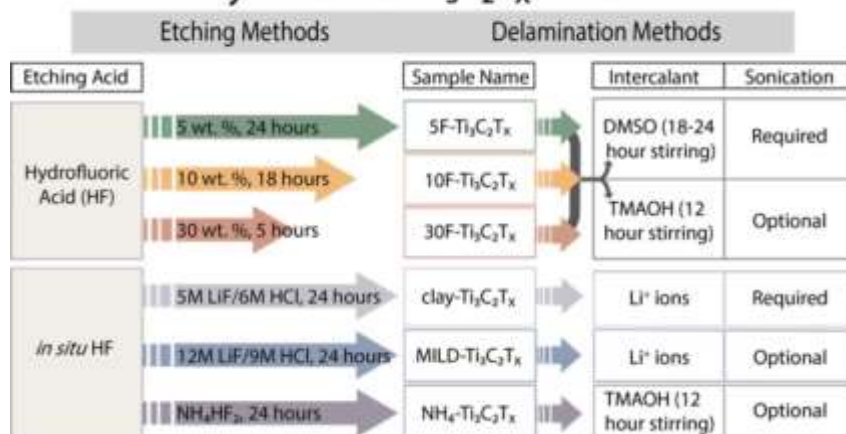 Etching Methods Delamination Methods
Etching Acid Sample Name Intercalant Sonication
Hydrofluoric Acid (HF)
5 wt. %, 24 hours 5F-Ti₃C₂Tₓ
10 wt. %, 18 hours 10F-Ti₃C₂Tₓ
30 wt. %, 5 hours 30F-Ti₃C₂Tₓ
DMSO (18-24
hour stirring) Required
TMAOH (12
hour stirring) Optional
in situ HF
5M LiF/6M HCl, 24 hours clay-Ti₃C₂Tₓ Li⁺ ions Required
12M LiF/9M HCl, 24 hours MILD-Ti₃C₂Tₓ Li⁺ ions Optional
NH₄HF₂, 24 hours NH₄-Ti₃C₂Tₓ TMAOH (12
hour stirring) Optional